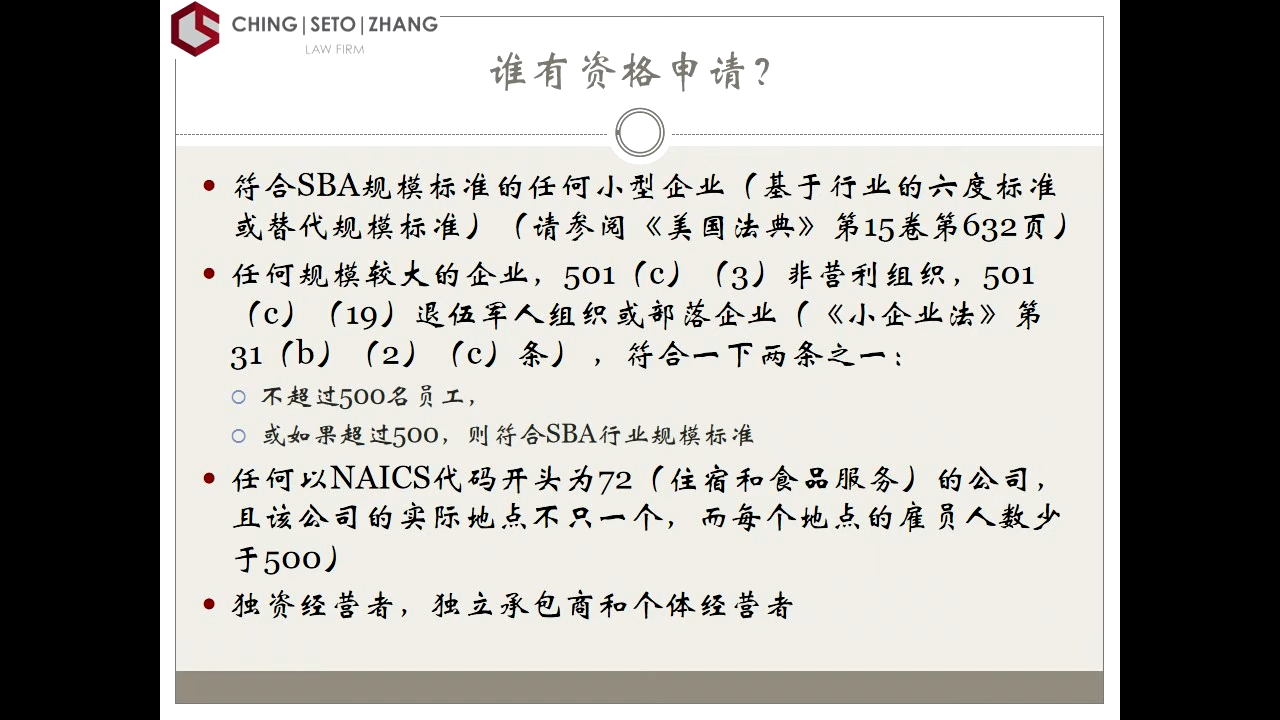 CHING|SETO|ZHANG
LAW FIRM
谁有资格申请?
• 符合SBA规模标准的任何小型企业（基于行业的六度标准
或替代规模标准）（请参阅《美国法典》第15卷第632页）
• 任何规模较大的企业，501（c）（3）非营利组织，501
（c）（19）退伍军人组织或部落企业（《小企业法》第
31（b）（2）（c）条），符合一下两条之一：
○ 不超过500名员工，
○ 或如果超过500，则符合SBA行业规模标准
• 任何以NAICS代码开头为72（住宿和食品服务）的公司，
且该公司的实际地点不只一个，而每个地点的雇员人数少
于500）
• 独资经营者，独立承包商和个体经营者